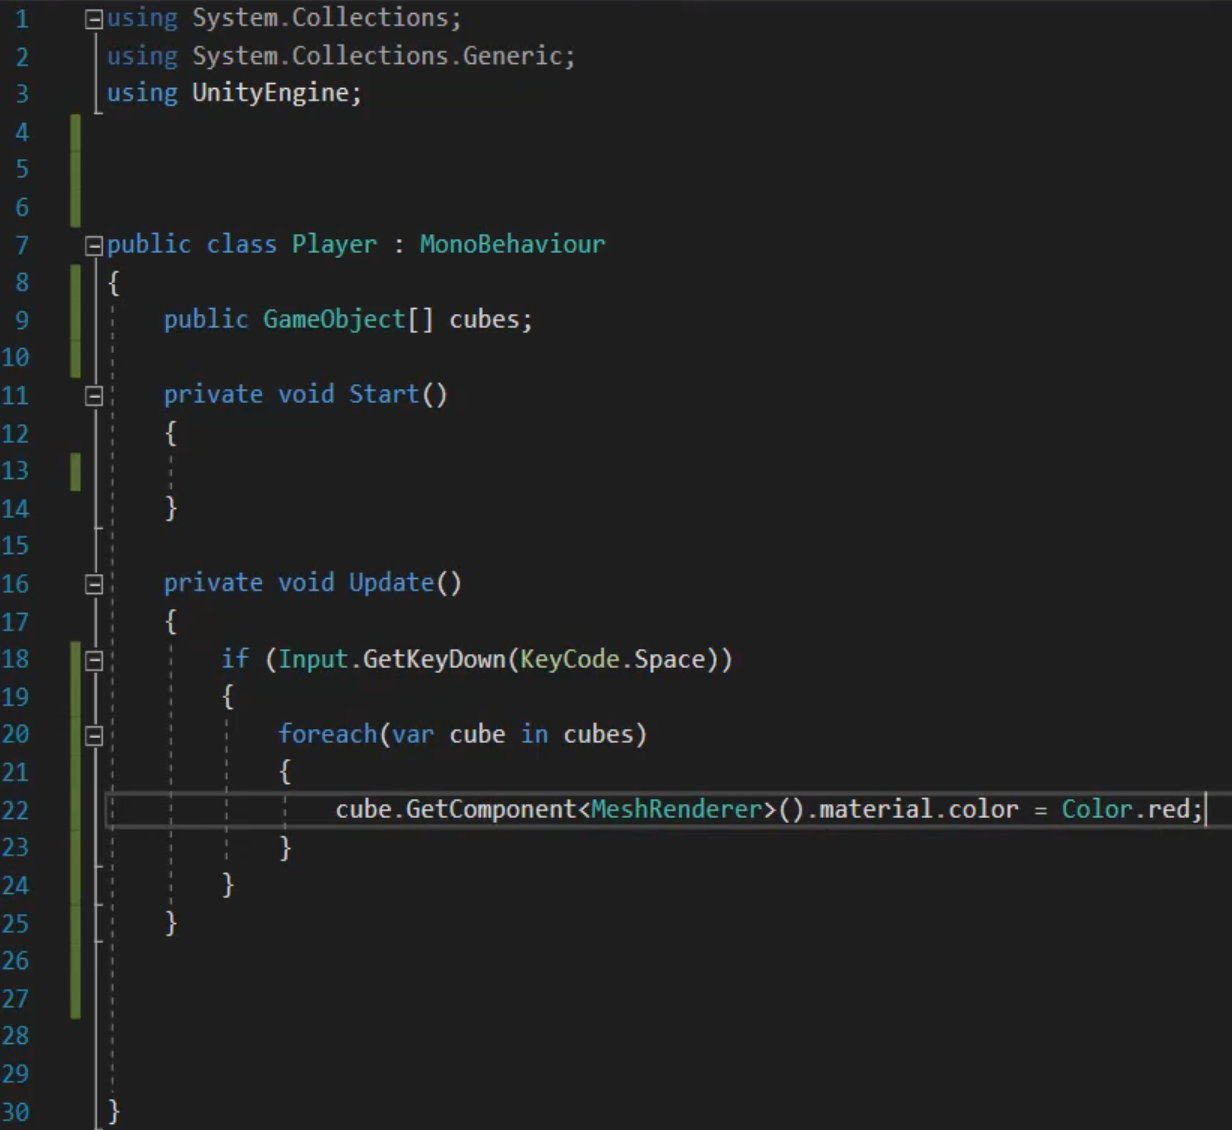 1 using System.Collections;
2 using System.Collections.Generic;
3 using UnityEngine;
4
5
6
7 public class Player : MonoBehaviour
8 {
9     public GameObject[] cubes;
10
11     private void Start()
12     {
13
14     }
15
16     private void Update()
17     {
18         if (Input.GetKeyDown(KeyCode.Space))
19         {
20             foreach(var cube in cubes)
21             {
22                 cube.GetComponent<MeshRenderer>().material.color = Color.red;
23             }
24         }
25     }
26
27
28
29
30 }